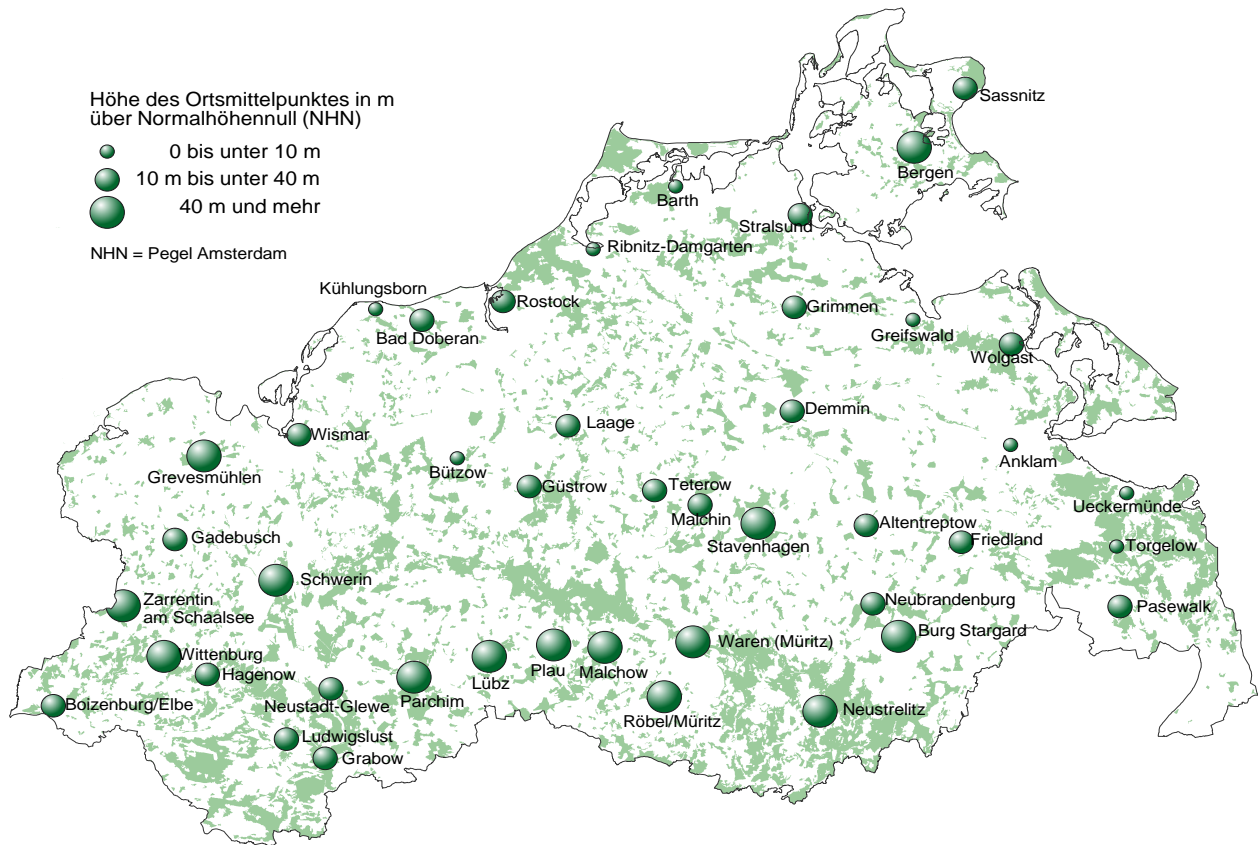 Höhe des Ortsmittelpunktes in m
über Normalhöhennull (NHN)
0 bis unter 10 m
10 m bis unter 40 m
40 m und mehr
NHN = Pegel Amsterdam
Sassnitz
Bergen
Barth
Stralsund
Ribnitz-Damgarten
Kühlungsborn
Rostock
Bad Doberan
Grimmen
Greifswald
Wolgast
Demmin
Laage
Wismar
Anklam
Grevesmühlen
Bützow
Güstrow
Teterow
Malchin
Stavenhagen
Ueckermünde
Altentreptow
Friedland
Torgelow
Gadebusch
Schwerin
Zarrentin
am Schaalsee
Neubrandenburg
Pasewalk
Burg Stargard
Waren (Müritz)
Wittenburg
Hagenow
Plau
Malchow
Lübz
Parchim
Neustadt-Glewe
Boizenburg/Elbe
Röbel/Müritz
Neustrelitz
Ludwigslust
Grabow